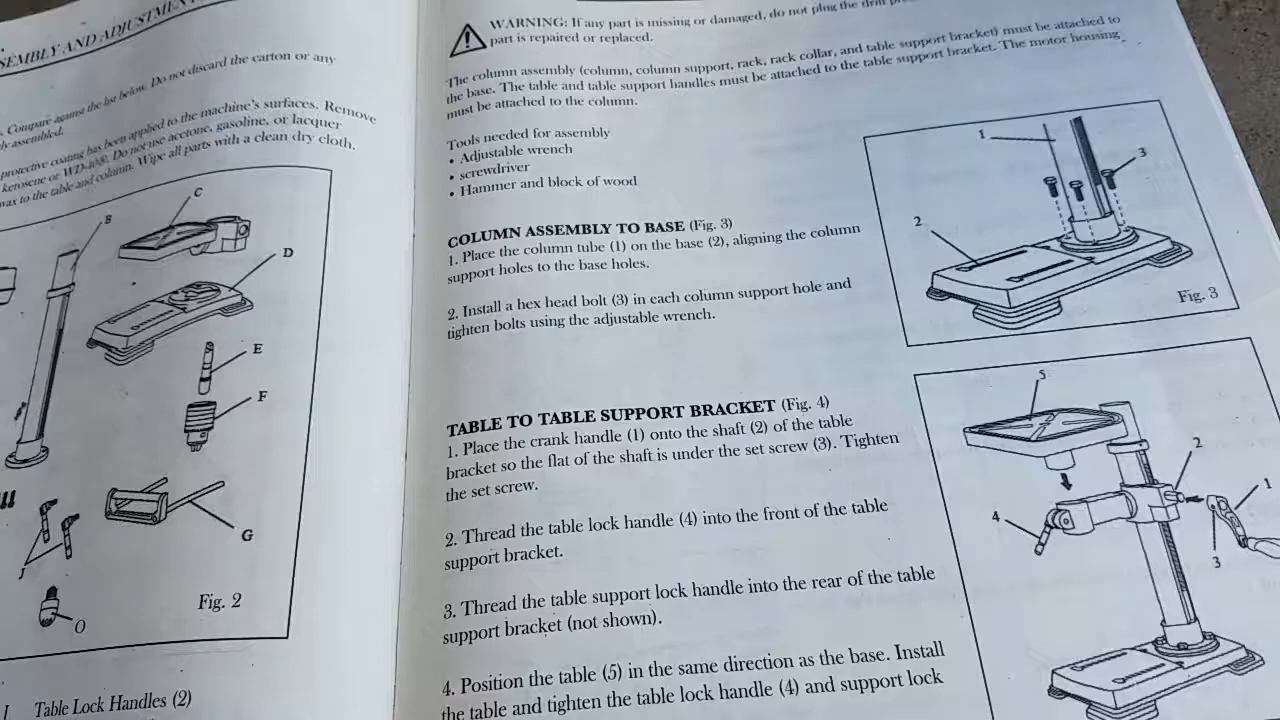 ASSEMBLY AND ADJUSTMENT
Compare against the list below. Do not discard the carton or any
assembled.
protective coating has been applied to the machine's surfaces. Remove
kerosene or WD-40®. Do not use acetone, gasoline, or lacquer
wax to the table and column. Wipe all parts with a clean dry cloth.
B
C
D
E
F
G
J
O
Fig. 2
J Table Lock Handles (2)
WARNING: If any part is missing or damaged, do not plug the drill
part is repaired or replaced.
The column assembly (column, column support, rack, rack collar, and table support bracket) must be attached to
the base. The table and table support handles must be attached to the table support bracket. The motor housing
must be attached to the column.
Tools needed for assembly
• Adjustable wrench
• screwdriver
• Hammer and block of wood
COLUMN ASSEMBLY TO BASE (Fig. 3)
1. Place the column tube (1) on the base (2), aligning the column
support holes to the base holes.
2. Install a hex head bolt (3) in each column support hole and
tighten bolts using the adjustable wrench.
1
2
3
Fig. 3
TABLE TO TABLE SUPPORT BRACKET (Fig. 4)
1. Place the crank handle (1) onto the shaft (2) of the table
bracket so the flat of the shaft is under the set screw (3). Tighten
the set screw.
2. Thread the table lock handle (4) into the front of the table
support bracket.
3. Thread the table support lock handle into the rear of the table
support bracket (not shown).
4. Position the table (5) in the same direction as the base. Install
the table and tighten the table lock handle (4) and support lock
5
2
1
4
3